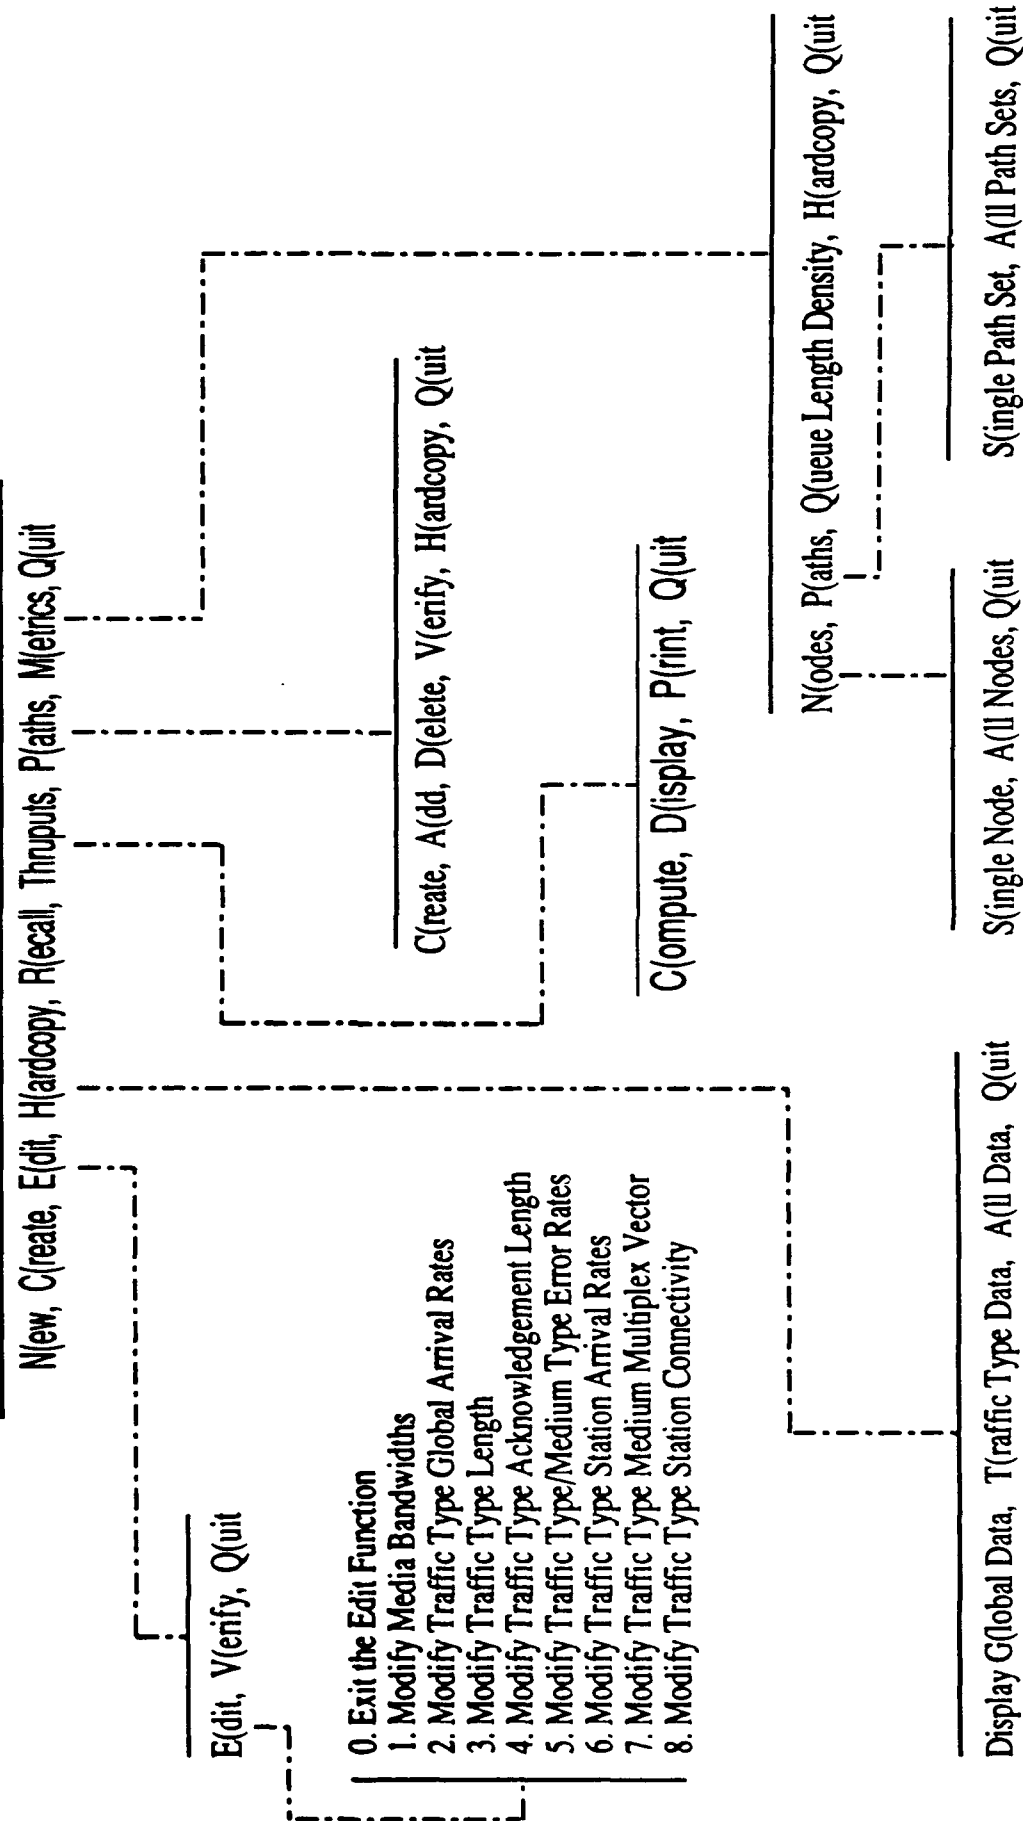 N(ew, C(reate, E(dit, H(ardcopy, R(ecall, Thruputs, P(aths, M(etrics, Q(uit
E(dit, V(erify, Q(uit
0. Exit the Edit Function
1. Modify Media Bandwidths
2. Modify Traffic Type Global Arrival Rates
3. Modify Traffic Type Length
4. Modify Traffic Type Acknowledgement Length
5. Modify Traffic Type/Medium Type Error Rates
6. Modify Traffic Type Station Arrival Rates
7. Modify Traffic Type Medium Multiplex Vector
8. Modify Traffic Type Station Connectivity
C(reate, A(dd, D(elete, V(erify, H(ardcopy, Q(uit
C(ompute, D(isplay, P(rint, Q(uit
N(odes, P(aths, Q(ueue Length Density, H(ardcopy, Q(uit
Display G(lobal Data, T(raffic Type Data, A(ll Data, Q(uit
S(ingle Node, A(ll Nodes, Q(uit
S(ingle Path Set, A(ll Path Sets, Q(uit